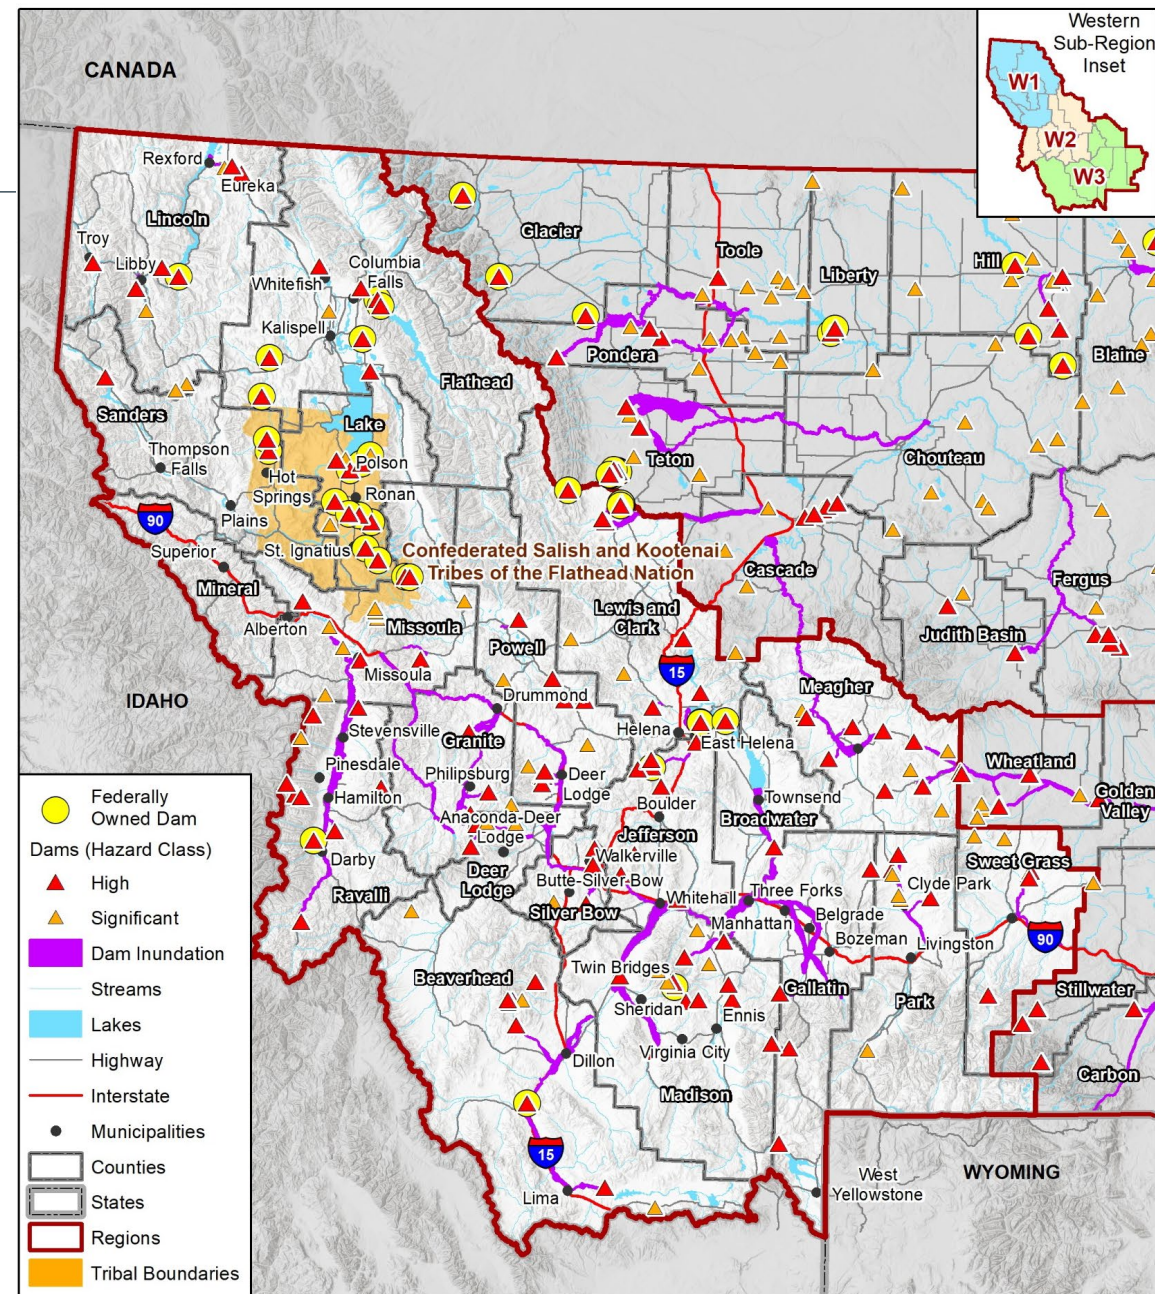 CANADA
Western
Sub-Region
Inset
W1
W2
W3
Rexford
Eureka
Lincoln
Troy
Libby
Glacier
Toole
Liberty
Hill
Columbia
Falls
Whitefish
Kalispell
Pondera
Blaine
Flathead
Sanders
Lake
Thompson
Falls
Polson
Hot
Springs
Teton
Chouteau
Ronan
Plains
90
Superior
St. Ignatius
Confederated Salish and Kootenai
Tribes of the Flathead Nation
Cascade
Fergus
Mineral
Alberton
Missoula
Lewis and
Clark
Judith Basin
Powell
15
Missoula
Meagher
IDAHO
Drummond
Stevensville
Granite
Helena
East Helena
Pinesdale
Philipsburg
Deer
Lodge
Wheatland
Hamilton
Boulder
Townsend
Golden
Valley
Anaconda-Deer
Lodge
Jefferson
Broadwater
Darby
Deer
Lodge
Walkerville
Sweet Grass
Ravalli
Butte-Silver Bow
Clyde Park
Silver Bow
Whitehall
Three Forks
Manhattan
Belgrade
Bozeman
Livingston
90
Beaverhead
Twin Bridges
Gallatin
Park
Stillwater
Sheridan
Ennis
Virginia City
Dillon
Carbon
Madison
15
Lima
West
Yellowstone
WYOMING
Federally
Owned Dam
Dams (Hazard Class)
High
Significant
Dam Inundation
Streams
Lakes
Highway
Interstate
Municipalities
Counties
States
Regions
Tribal Boundaries